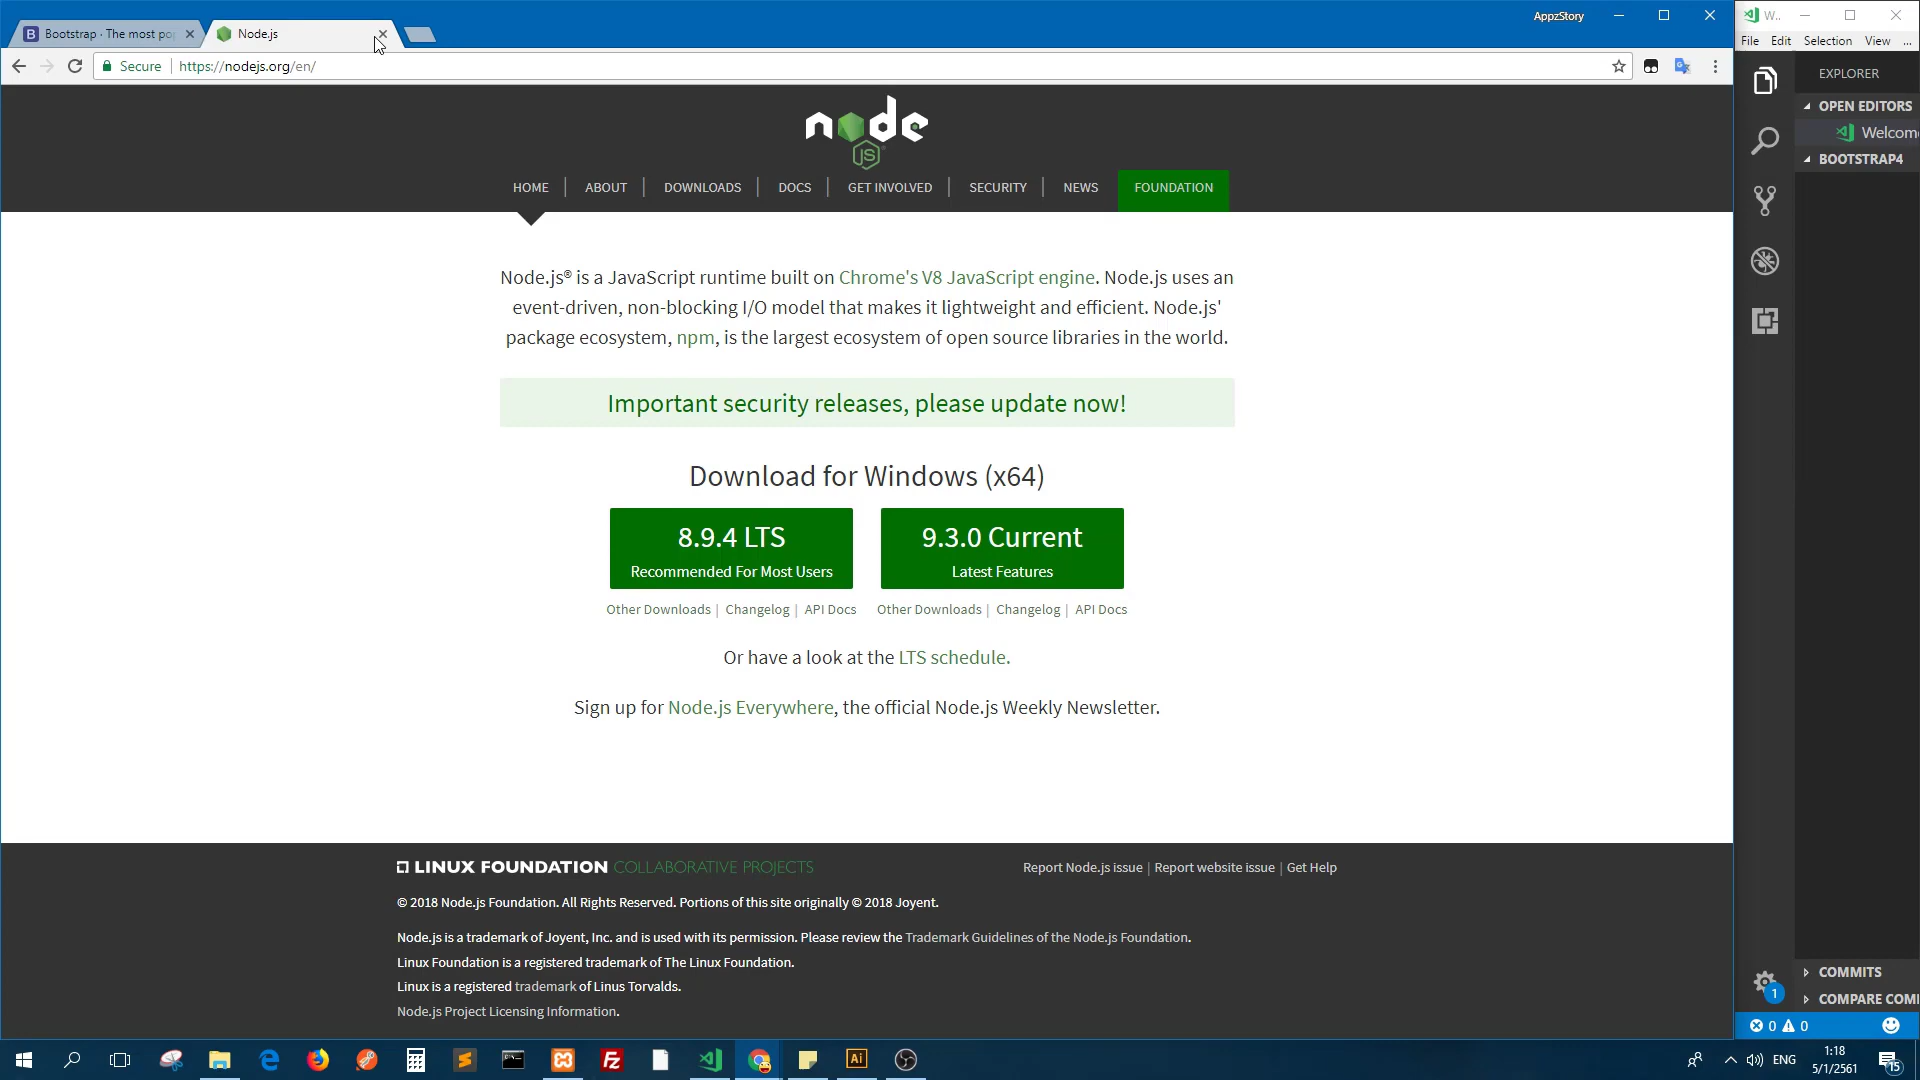 AppzStory
W..
Bootstrap · The most po
Node.js
File Edit Selection View ...
Secure https://nodejs.org/en/
EXPLORER
OPEN EDITORS
Welcom
BOOTSTRAP4
node
JS
HOME ABOUT DOWNLOADS DOCS GET INVOLVED SECURITY NEWS FOUNDATION
Node.js® is a JavaScript runtime built on Chrome's V8 JavaScript engine. Node.js uses an
event-driven, non-blocking I/O model that makes it lightweight and efficient. Node.js'
package ecosystem, npm, is the largest ecosystem of open source libraries in the world.
Important security releases, please update now!
Download for Windows (x64)
8.9.4 LTS
Recommended For Most Users
9.3.0 Current
Latest Features
Other Downloads | Changelog | API Docs
Other Downloads | Changelog | API Docs
Or have a look at the LTS schedule.
Sign up for Node.js Everywhere, the official Node.js Weekly Newsletter.
LINUX FOUNDATION COLLABORATIVE PROJECTS
Report Node.js issue | Report website issue | Get Help
© 2018 Node.js Foundation. All Rights Reserved. Portions of this site originally © 2018 Joyent.
Node.js is a trademark of Joyent, Inc. and is used with its permission. Please review the Trademark Guidelines of the Node.js Foundation.
Linux Foundation is a registered trademark of The Linux Foundation.
Linux is a registered trademark of Linus Torvalds.
Node.js Project Licensing Information.
COMMITS
1
COMPARE COMI
0 0
Fz
Ai
ENG
1:18
5/1/2561
15